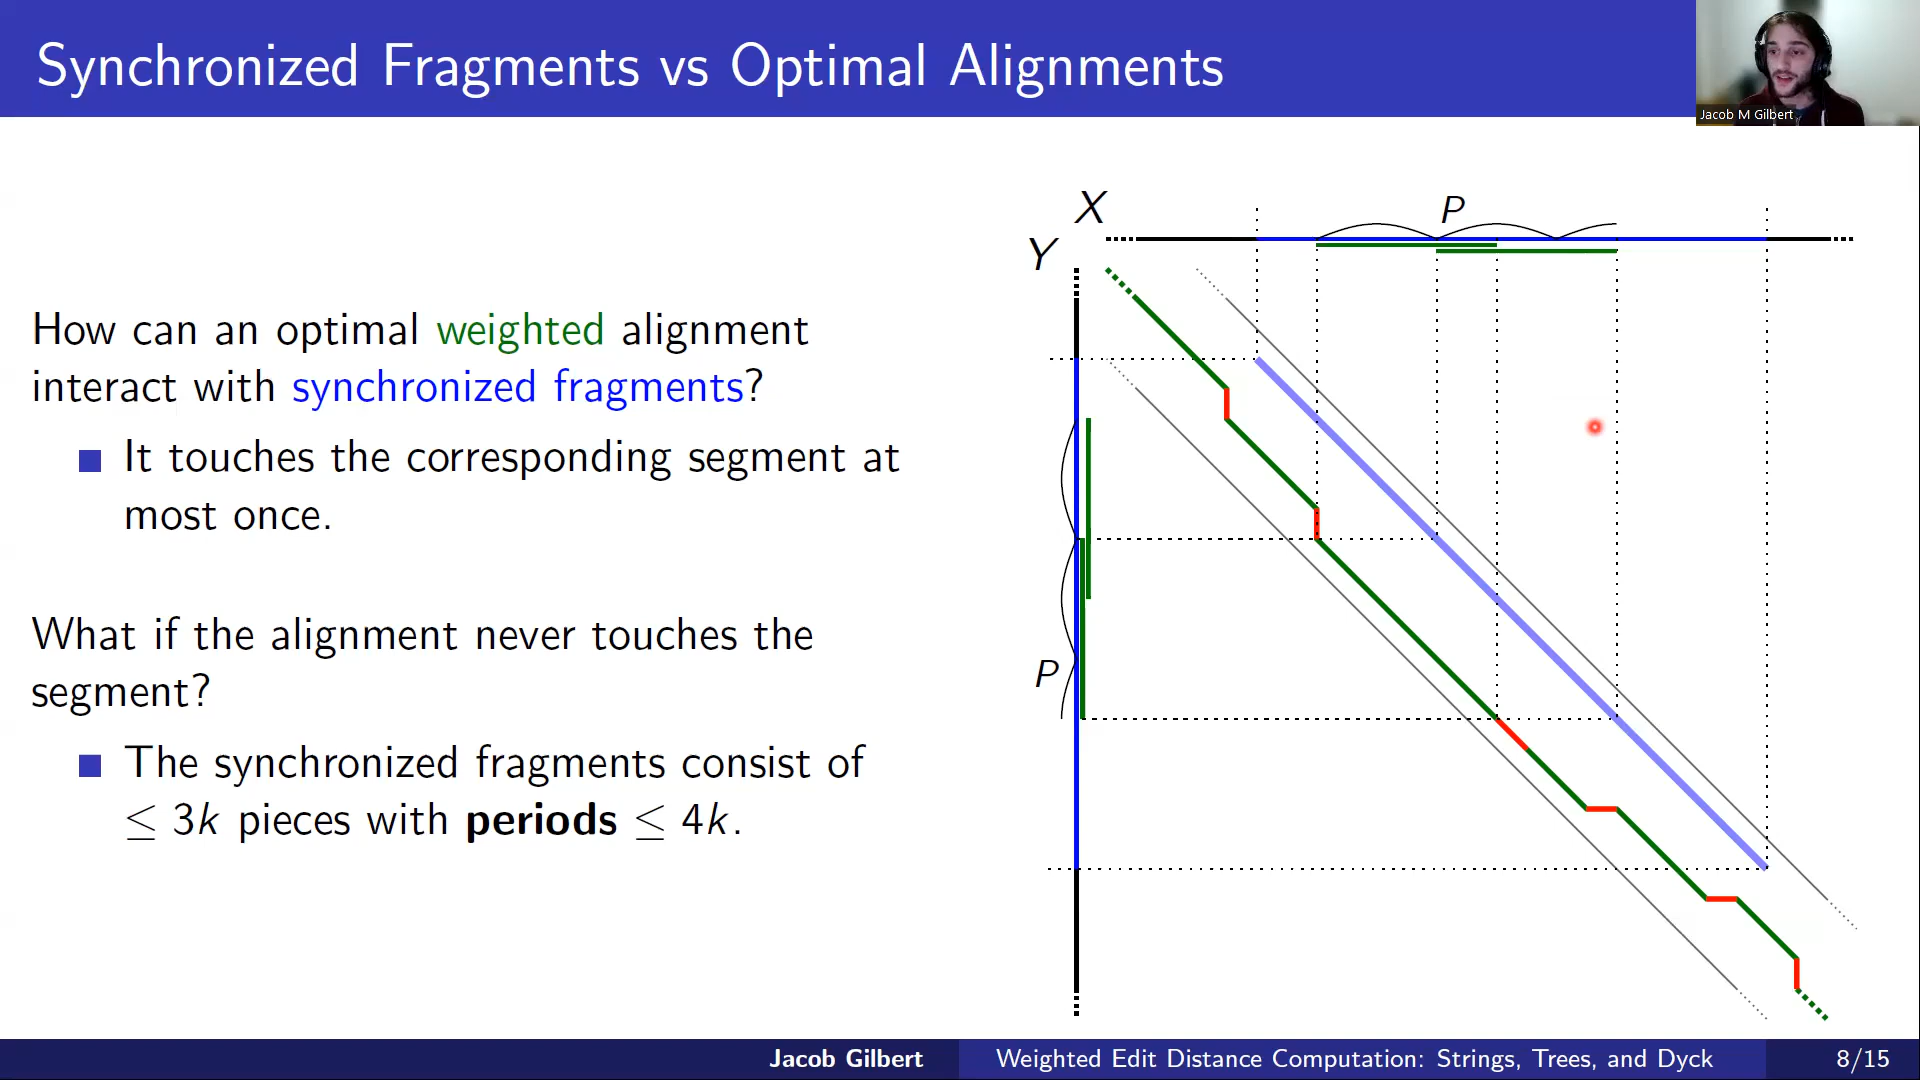 Synchronized Fragments vs Optimal Alignments
Jacob M Gilbert
How can an optimal weighted alignment
interact with synchronized fragments?
It touches the corresponding segment at
most once.
What if the alignment never touches the
segment?
The synchronized fragments consist of
≤ 3k pieces with periods ≤ 4k.
X
P
Y
P
Jacob Gilbert
Weighted Edit Distance Computation: Strings, Trees, and Dyck
8/15